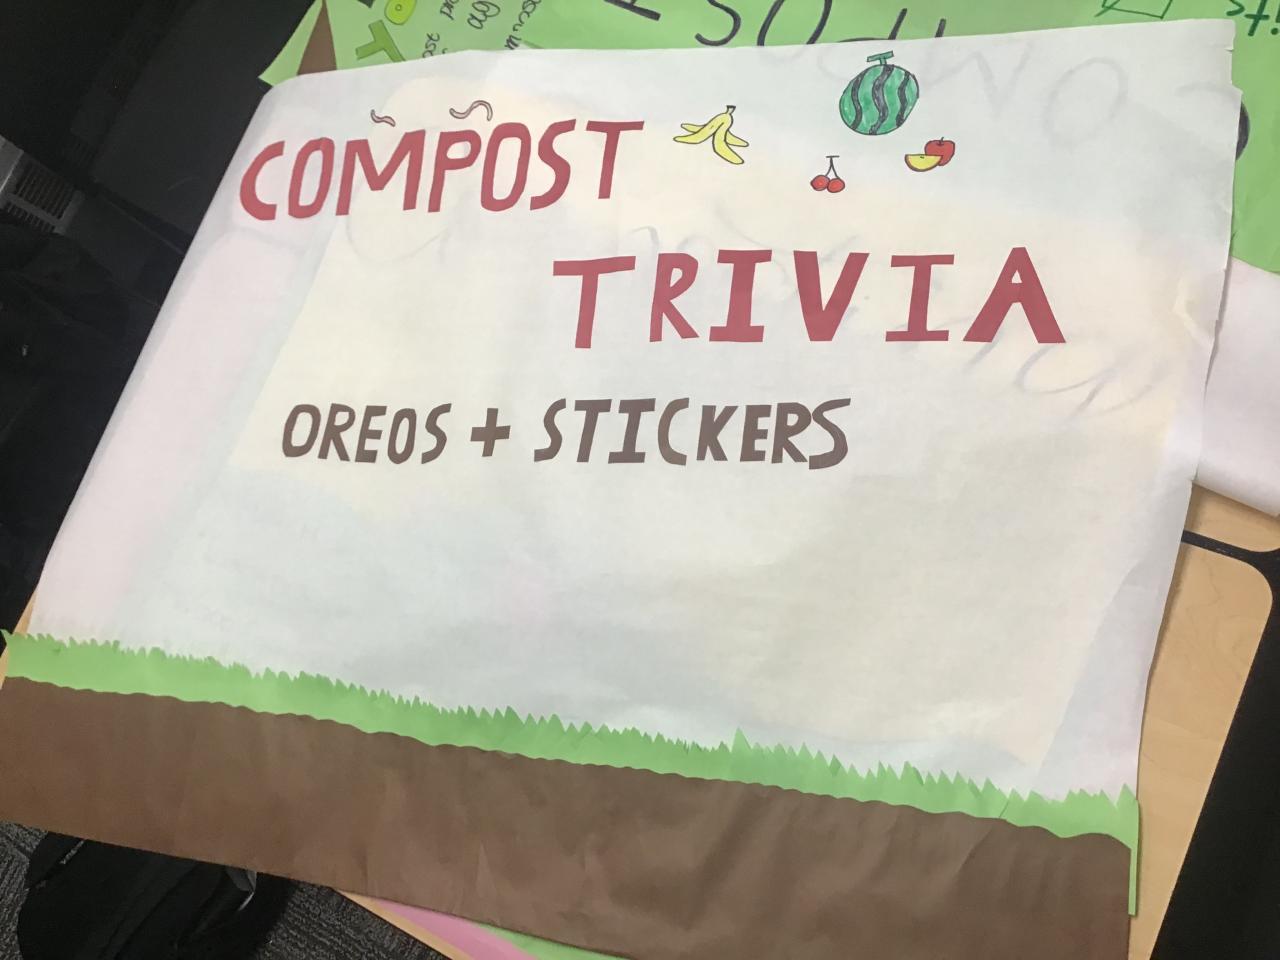 COMPOST
TRIVIA
OREOS + STICKERS